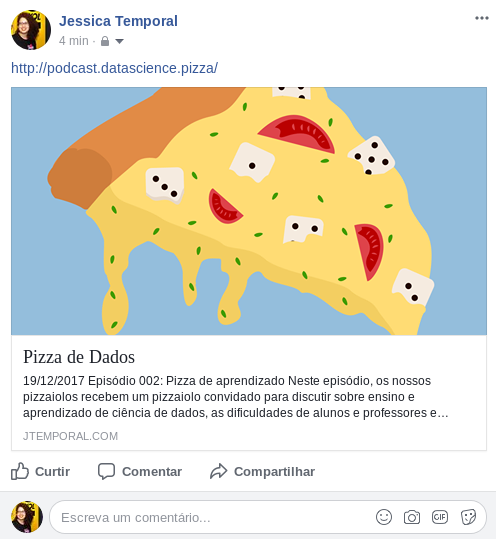 Jessica Temporal
4 min ·
http://podcast.datascience.pizza/
Pizza de Dados
19/12/2017 Episódio 002: Pizza de aprendizado Neste episódio, os nossos
pizzaiolos recebem um pizzaiolo convidado para discutir sobre ensino e
aprendizado de ciência de dados, as dificuldades de alunos e professores e…
JTEMPORAL.COM
Curtir Comentar Compartilhar
Escreva um comentário... GIF